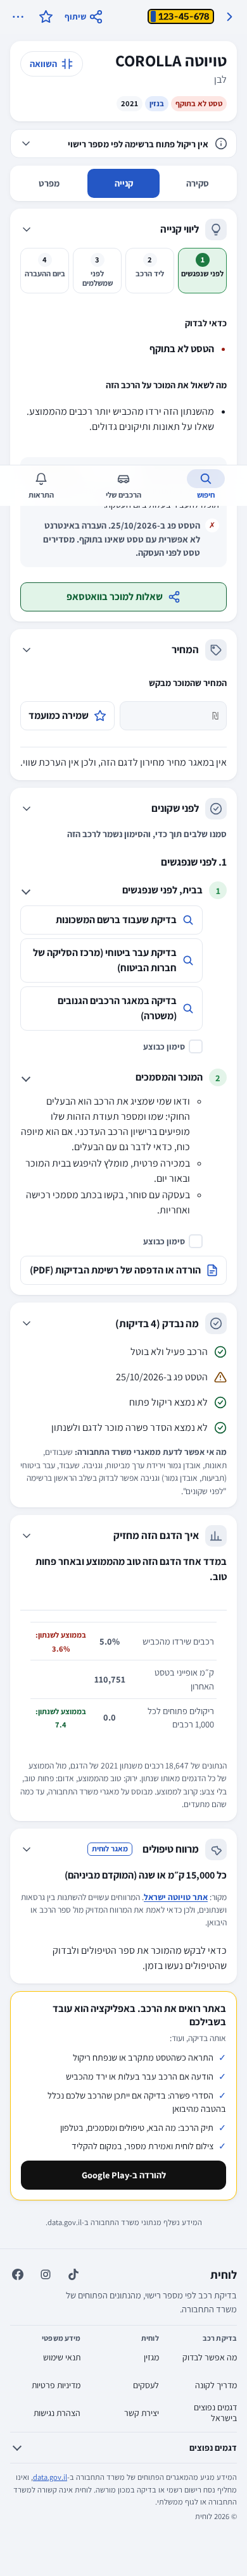 123-45-678
שיתוף
טויוטה COROLLA
לבן
השוואה
טסט לא בתוקף
בנזין
2021
אין ריקול פתוח ברשימה לפי מספר רישוי
סקירה
קנייה
מפרט
ליווי קנייה
1
לפני שנפגשים
2
ליד הרכב
3
לפני
שמשלמים
4
ביום ההעברה
כדאי לבדוק
הטסט לא בתוקף
מה לשאול את המוכר על הרכב הזה
מהשנתון הזה ירדו מהכביש יותר רכבים מהממוצע.
שאלו על תאונות ותיקונים גדולים.
חיפוש
הרכבים שלי
התראות
✗ הטסט פג ב-25/10/2026. העברה באינטרנט
לא אפשרית עם טסט שאינו בתוקף. מסדירים
טסט לפני העסקה.
שאלות למוכר בוואטסאפ
המחיר
המחיר שהמוכר מבקש
₪
שמירה כמועמד
אין במאגר מחיר מחירון לדגם הזה, ולכן אין הערכת שווי.
לפני שקונים
סמנו שלבים תוך כדי, והסימון נשמר לרכב הזה
1. לפני שנפגשים
1
בבית, לפני שנפגשים
בדיקת שעבוד ברשם המשכונות
בדיקת עבר ביטוחי (מרכז הסליקה של
חברות הביטוח)
בדיקה במאגר הרכבים הגנובים
(משטרה)
סימון כבוצע
2
המוכר והמסמכים
ודאו שמי שמציג את הרכב הוא הבעלים
החוקי: שמו ומספר תעודת הזהות שלו
מופיעים ברישיון הרכב העדכני. אם הוא מיופה
כוח, כדאי לדבר גם עם הבעלים.
במכירה פרטית, מומלץ להיפגש בבית המוכר
באור יום.
בעסקה עם סוחר, בקשו בכתב מסמכי רכישה
ואחריות.
סימון כבוצע
הורדה או הדפסה של רשימת הבדיקות (PDF)
מה נבדק (4 בדיקות)
הרכב פעיל ולא בוטל
הטסט פג ב-25/10/2026
לא נמצא ריקול פתוח
לא נמצא הסדר פשרה מוכר לדגם ולשנתון
מה אי אפשר לדעת ממאגרי משרד התחבורה: שעבודים,
תאונות, אובדן גמור וירידת ערך מביטוח, וגניבה. שעבוד, עבר ביטוחי
(תביעות, אובדן גמור) וגניבה אפשר לבדוק בשלב הראשון ברשימה
"לפני שקונים".
איך הדגם הזה מחזיק
במדד אחד הדגם הזה טוב מהממוצע ובאחר פחות
טוב.
רכבים שירדו מהכביש
5.0%
בממוצע לשנתון:
3.6%
ק״מ אופייני בטסט
האחרון
110,751
ריקולים פתוחים לכל
1,000 רכבים
0.0
בממוצע לשנתון:
7.4
הנתונים של 18,647 רכבים משנתון 2021 של הדגם, מול הממוצע
של כל הדגמים מאותו שנתון. ירוק: טוב מהממוצע, אדום: פחות טוב,
בלי צבע: קרוב לממוצע. מבוסס על מאגרי משרד התחבורה, עד כמה
שהם מתעדים.
מרווח טיפולים
מאגר לוחית
כל 15,000 ק״מ או שנה (המוקדם מביניהם)
מקור: אתר טויוטה ישראל. המרווחים עשויים להשתנות בין גרסאות
ושנתונים, ולכן כדאי לאמת את המרווח המדויק מול ספר הרכב או
היבואן.
כדאי לבקש מהמוכר את ספר הטיפולים ולבדוק
שהטיפולים נעשו בזמן.
באתר רואים את הרכב. באפליקציה הוא עובד
בשבילכם
אותה בדיקה, ועוד:
✓ התראה כשהטסט מתקרב או שנפתח ריקול
✓ הודעה אם הרכב עבר בעלות או ירד מהכביש
✓ הסדרי פשרה: בדיקה אם ייתכן שהרכב שלכם נכלל
בהטבה מהיבואן
✓ תיק הרכב: מה הבא, טיפולים ומסמכים, בטלפון
✓ צילום לוחית ואמירת מספר, במקום להקליד
להורדה ב-Google Play
המידע נשלף מנתוני משרד התחבורה ב-data.gov.il.
לוחית
בדיקת רכב לפי מספר רישוי, מהנתונים הפתוחים של
משרד התחבורה.
בדיקת רכב
לוחית
מידע משפטי
מה אפשר לבדוק
מגזין
תנאי שימוש
מדריך לקונה
לעסקים
מדיניות פרטיות
דגמים נפוצים
בישראל
יצירת קשר
הצהרת נגישות
דגמים נפוצים
המידע מגיע מהמאגרים הפתוחים של משרד התחבורה ב-data.gov.il, ואינו
מחליף נסח רישום רשמי או בדיקה במכון מורשה. לוחית אינה קשורה למשרד
התחבורה או לגוף ממשלתי.
© 2026 לוחית